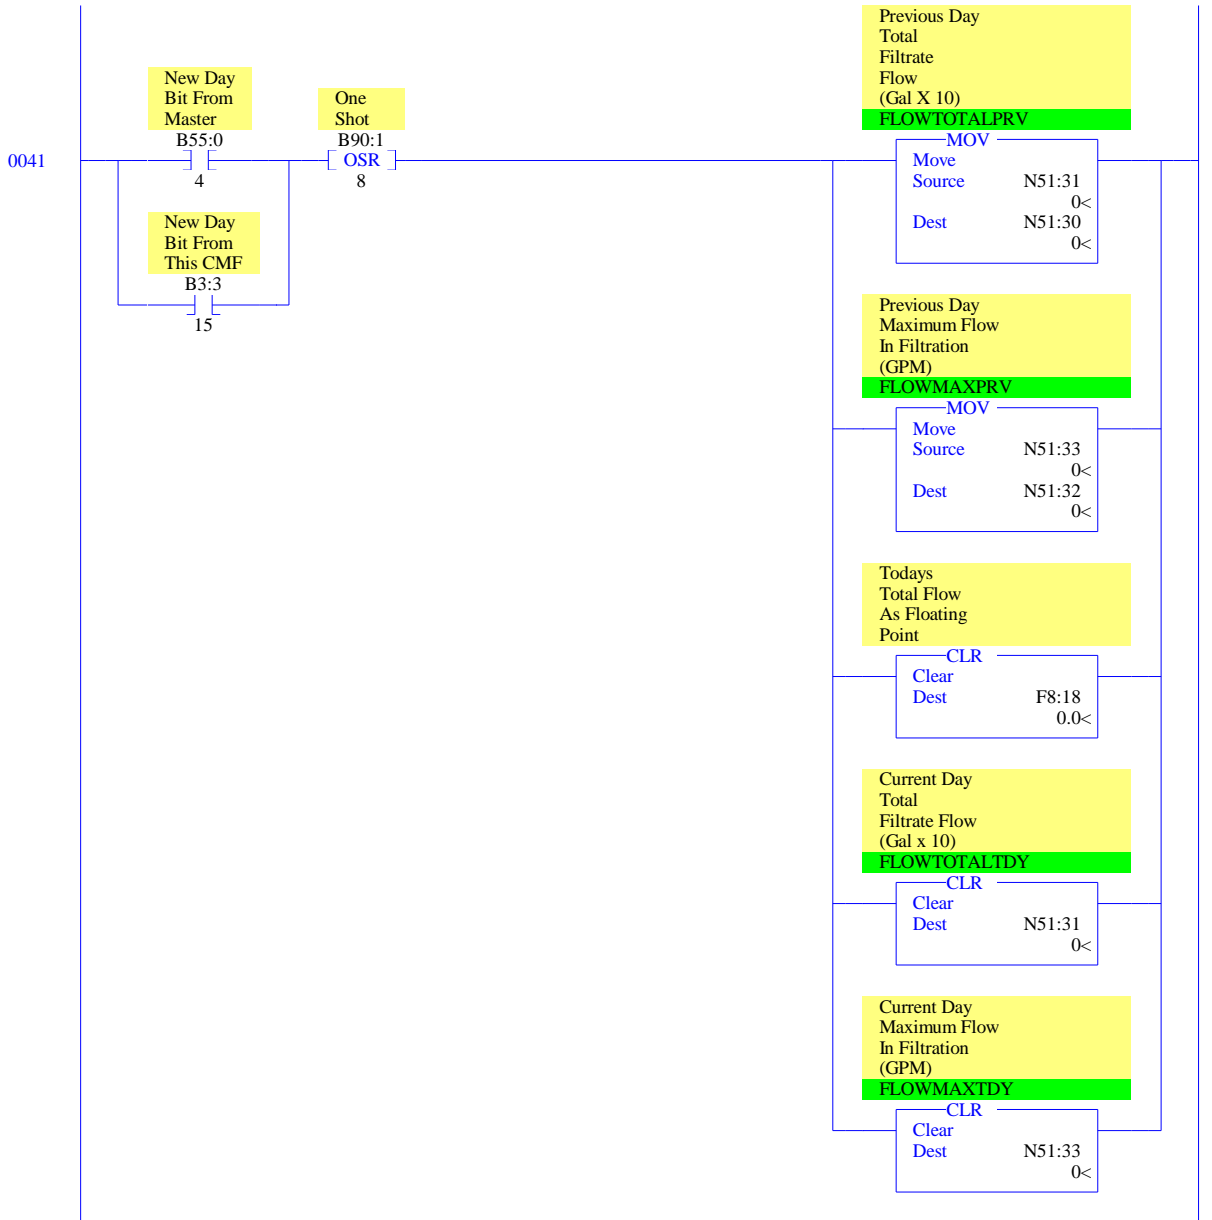 Previous Day
Total
Filtrate
Flow
(Gal X 10)
FLOWTOTALPRV
New Day
Bit From
Master
B55:0
4
One
Shot
B90:1
OSR
8
0041
MOV
Move
Source N51:31
0<
Dest N51:30
0<
New Day
Bit From
This CMF
B3:3
15
Previous Day
Maximum Flow
In Filtration
(GPM)
FLOWMAXPRV
MOV
Move
Source N51:33
0<
Dest N51:32
0<
Todays
Total Flow
As Floating
Point
CLR
Clear
Dest F8:18
0.0<
Current Day
Total
Filtrate Flow
(Gal x 10)
FLOWTOTALTDY
CLR
Clear
Dest N51:31
0<
Current Day
Maximum Flow
In Filtration
(GPM)
FLOWMAXTDY
CLR
Clear
Dest N51:33
0<